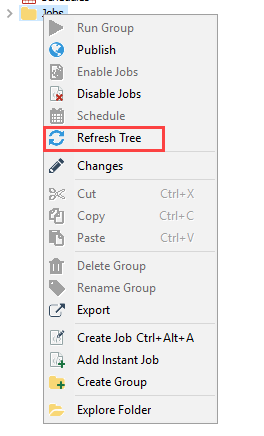 Jobs
Run Group
Publish
Enable Jobs
Disable Jobs
Schedule
Refresh Tree
Changes
Cut Ctrl+X
Copy Ctrl+C
Paste Ctrl+V
Delete Group
Rename Group
Export
Create Job Ctrl+Alt+A
Add Instant Job
Create Group
Explore Folder